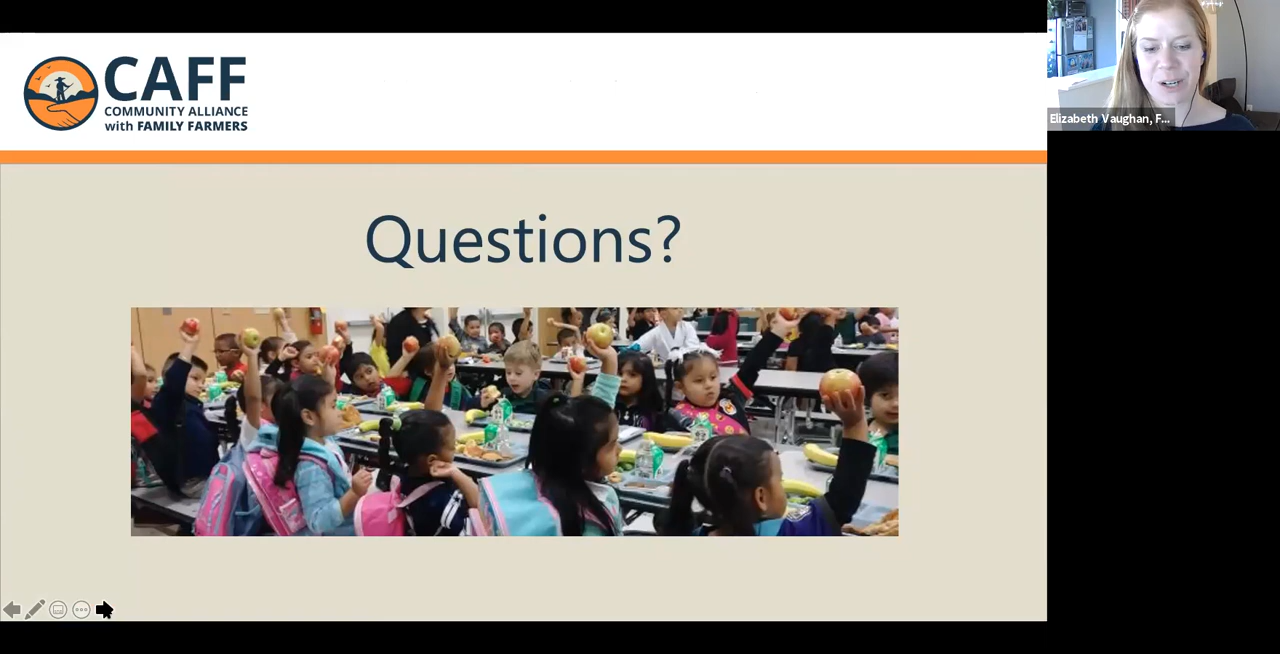 CAFF
COMMUNITY ALLIANCE
with FAMILY FARMERS
Elizabeth Vaughan, F...
Questions?